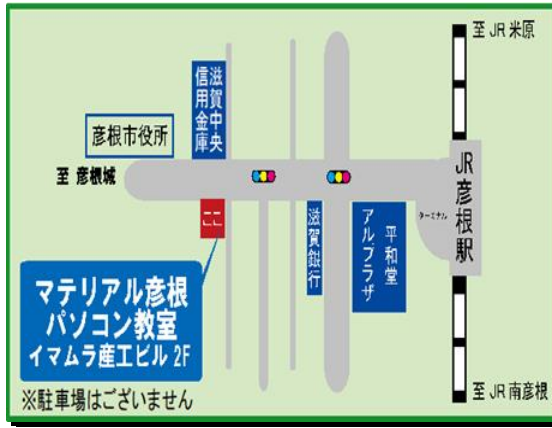 至 JR 米原
滋賀中央
信用金庫
彦根市役所
至 彦根城
JR彦根駅
ターミナル
ここ
滋賀銀行
平和堂
アルプラザ
マテリアル彦根
パソコン教室
イマムラ産工ビル 2F
※駐車場はございません
至 JR 南彦根